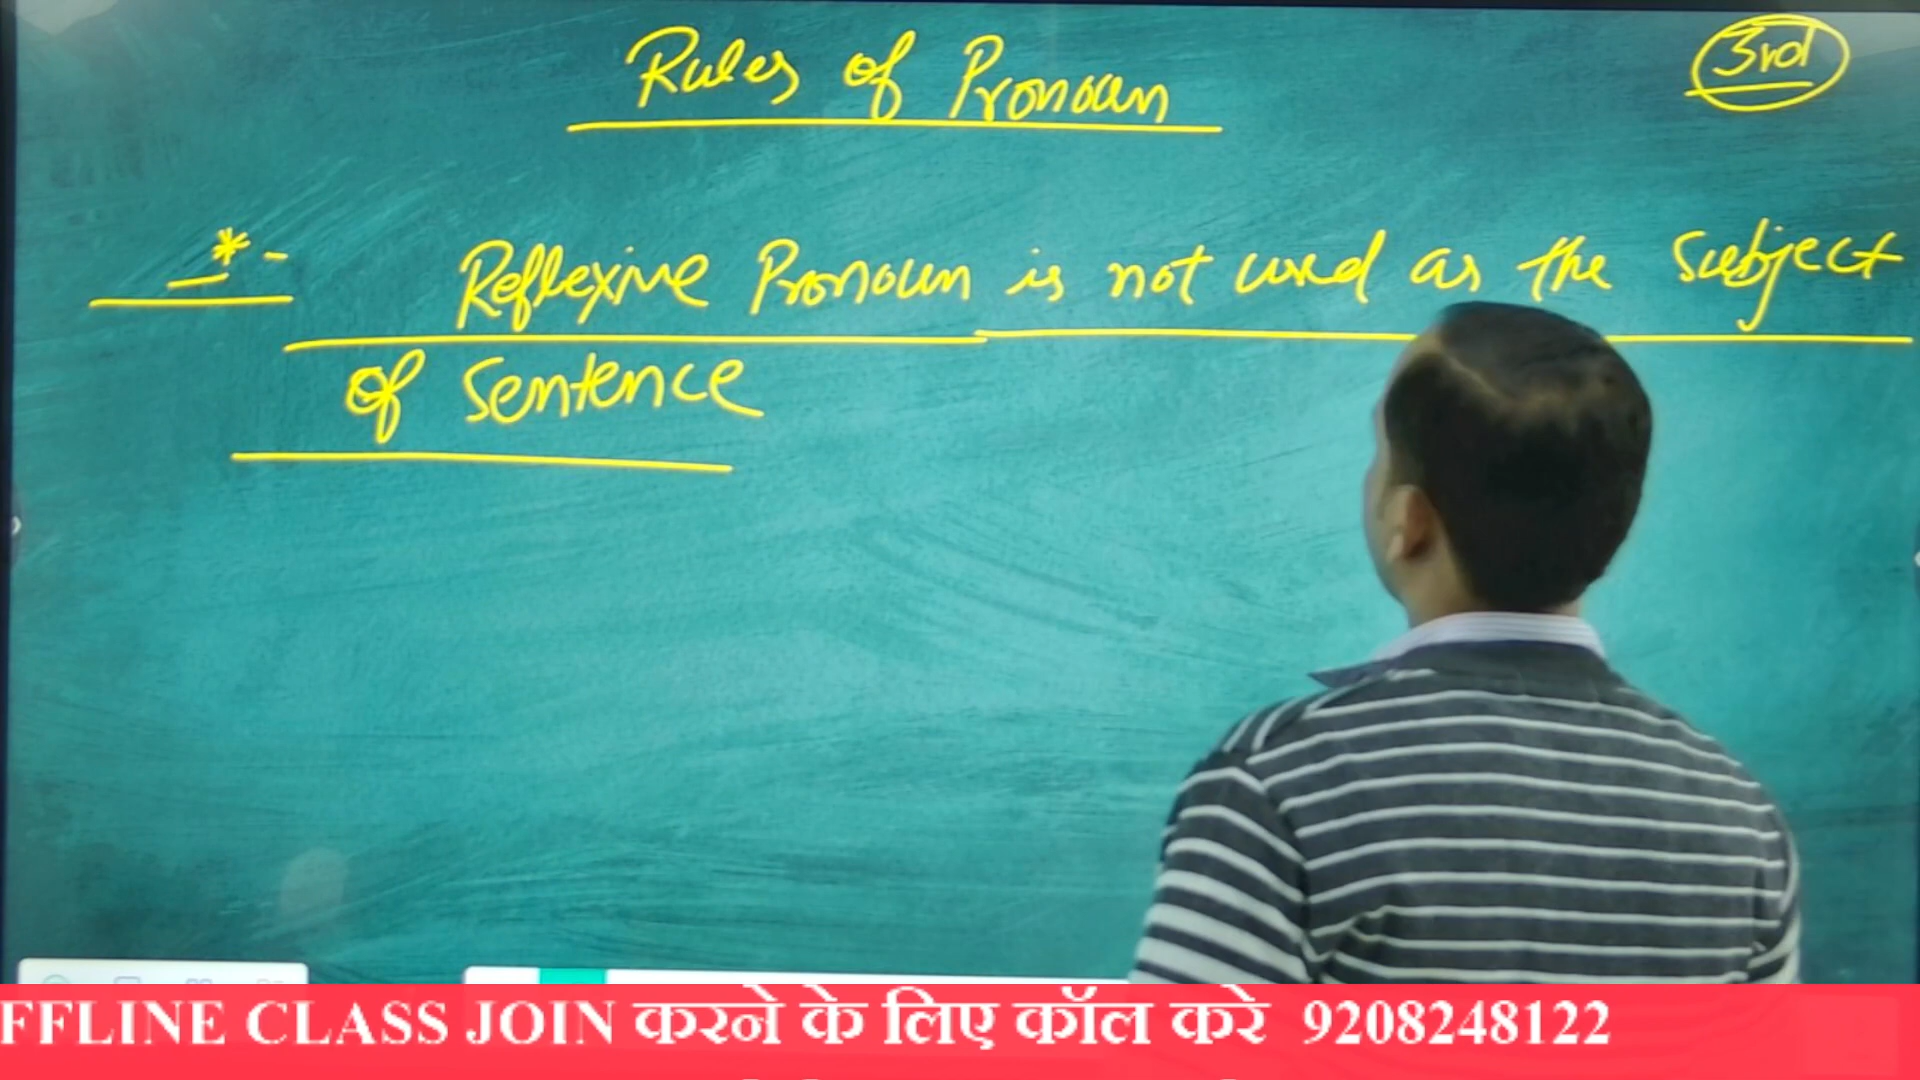 Rules of Pronoun
3rd
* - Reflexive Pronoun is not used as the subject
of sentence
FFLINE CLASS JOIN करने के लिए कॉल करे 9208248122